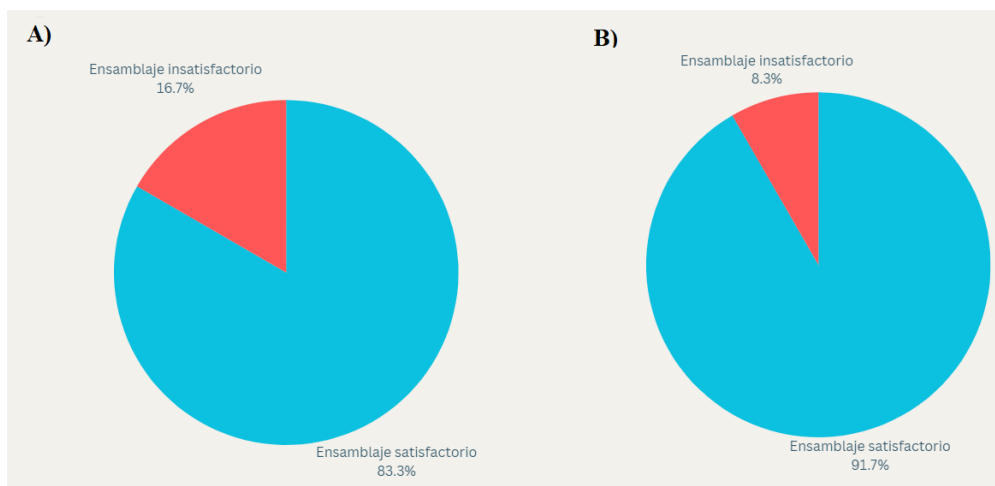 A)
Ensamblaje insatisfactorio
16.7%
Ensamblaje satisfactorio
83.3%
B)
Ensamblaje insatisfactorio
8.3%
Ensamblaje satisfactorio
91.7%